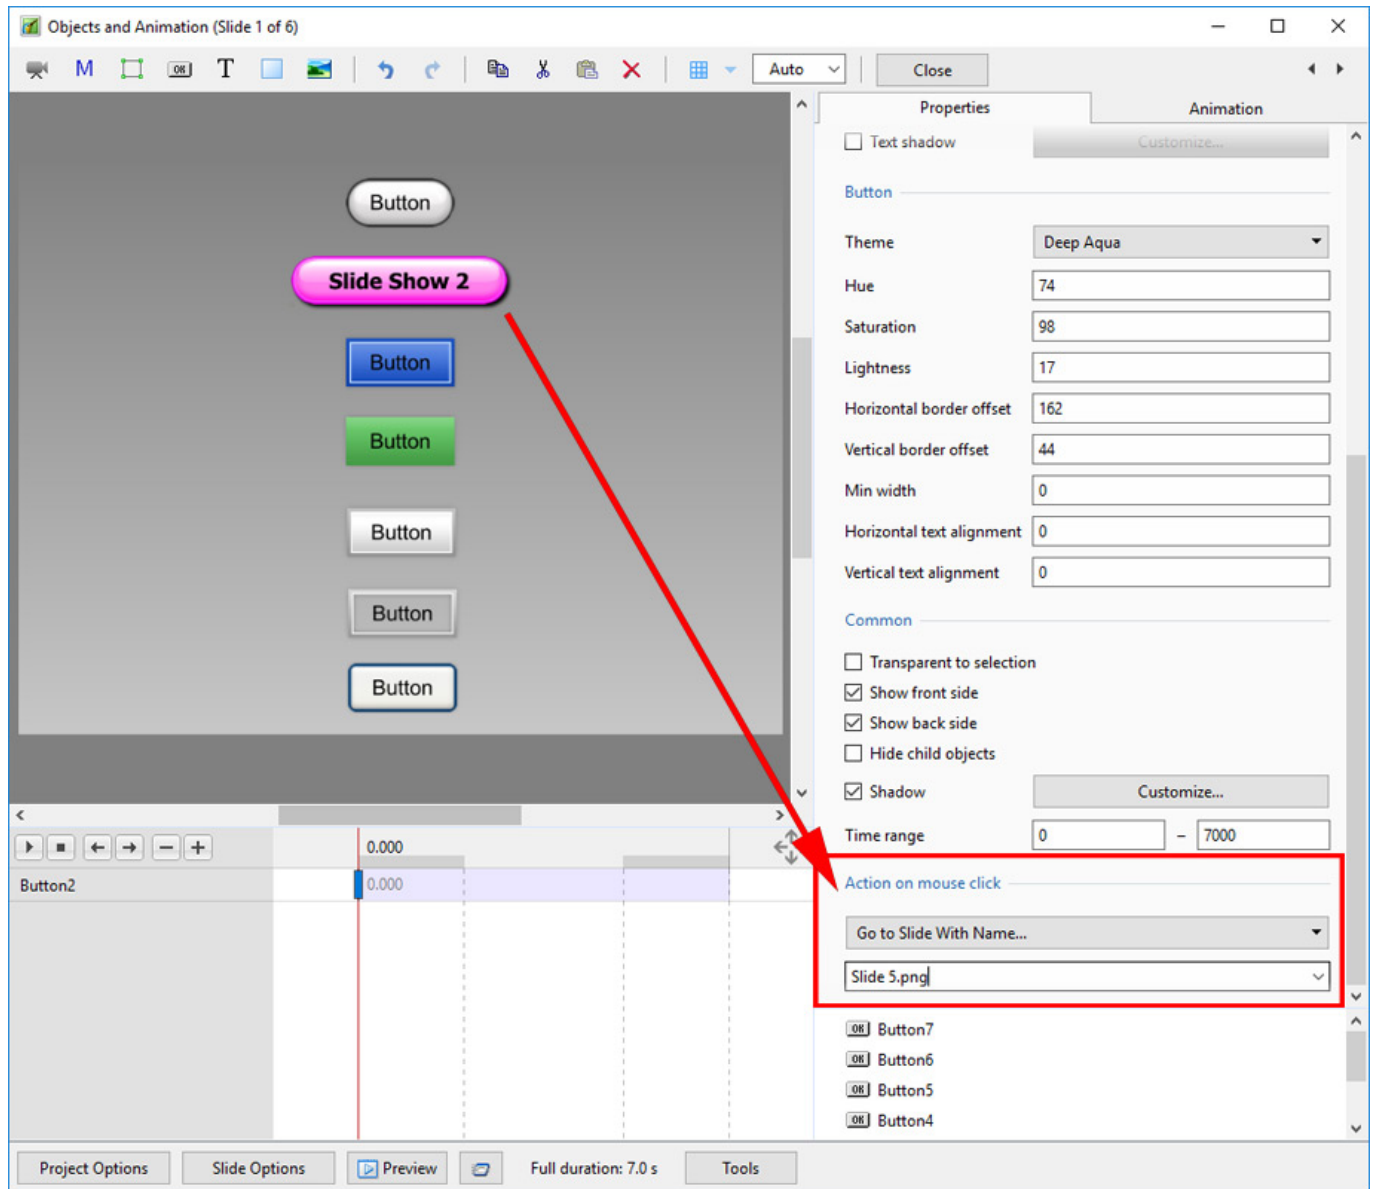 Objects and Animation (Slide 1 of 6)
M OK T Auto Close
Properties Animation
Text shadow Customize...
Button
Theme Deep Aqua
Hue 74
Saturation 98
Lightness 17
Horizontal border offset 162
Vertical border offset 44
Min width 0
Horizontal text alignment 0
Vertical text alignment 0
Common
Transparent to selection
Show front side
Show back side
Hide child objects
Shadow Customize...
Time range 0 – 7000
Action on mouse click
Go to Slide With Name...
Slide 5.png
OK Button7
OK Button6
OK Button5
OK Button4
Button
Slide Show 2
Button
Button
Button
Button
Button
0.000
Button2 0.000
Project Options Slide Options Preview Full duration: 7.0 s Tools